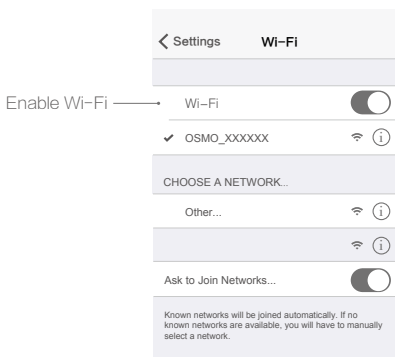 Settings Wi-Fi
Enable Wi-Fi
Wi-Fi
OSMO_XXXXXX
CHOOSE A NETWORK...
Other...
Ask to Join Networks...
Known networks will be joined automatically. If no
known networks are available, you will have to manually
select a network.